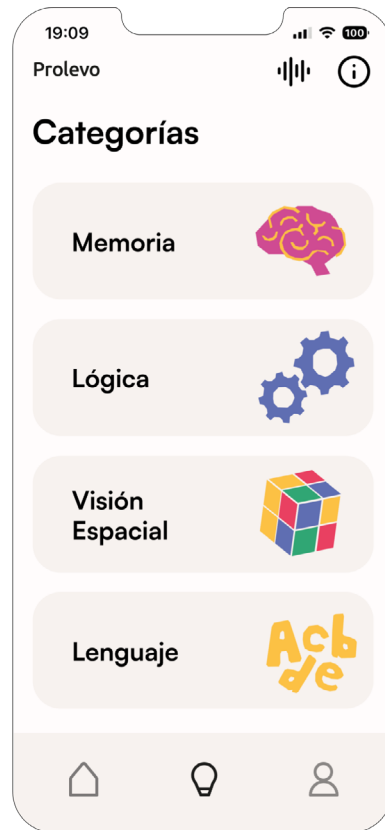 19:09
100
Prolevo
Categorías
Memoria
Lógica
Visión
Espacial
Lenguaje
Acb
de